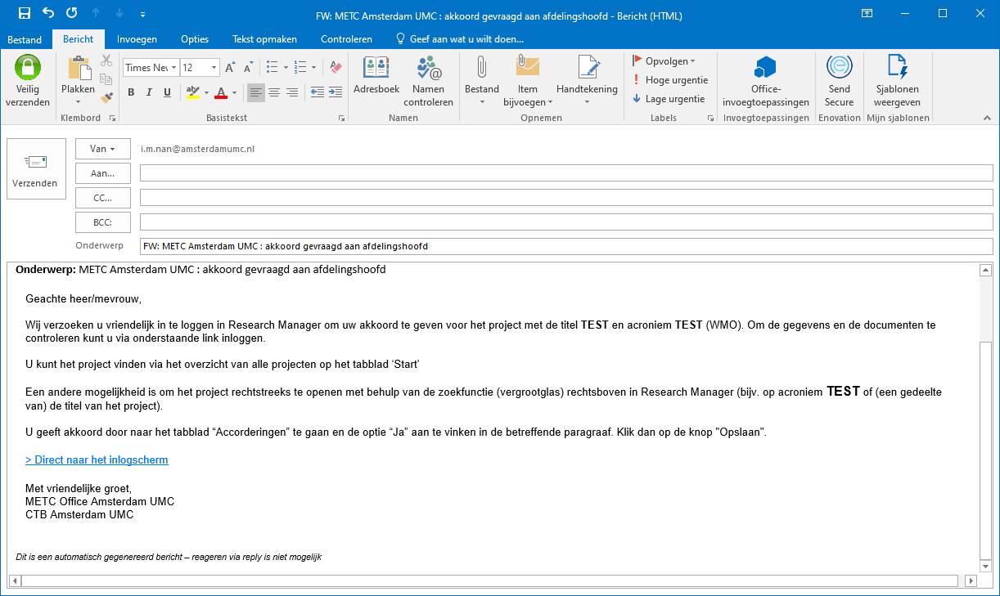 FW: METC Amsterdam UMC : akkoord gevraagd aan afdelingshoofd - Bericht (HTML)
Bestand Bericht Invoegen Opties Tekst opmaken Controleren Geef aan wat u wilt doen...
Veilig verzenden
Plakken
Klembord
Times Nev 12
B I U
Basistekst
Adresboek
Namen controleren
Namen
Bestand
Item bijvoegen
Handtekening
Opnemen
Opvolgen
Hoge urgentie
Lage urgentie
Labels
Office-invoegtoepassingen
Invoegtoepassingen
Send Secure
Enovation
Sjablonen weergeven
Mijn sjablonen
Verzenden
Van i.m.nan@amsterdamumc.nl
Aan...
CC...
BCC:
Onderwerp FW: METC Amsterdam UMC : akkoord gevraagd aan afdelingshoofd
Onderwerp: METC Amsterdam UMC : akkoord gevraagd aan afdelingshoofd
Geachte heer/mevrouw,
Wij verzoeken u vriendelijk in te loggen in Research Manager om uw akkoord te geven voor het project met de titel TEST en acroniem TEST (WMO). Om de gegevens en de documenten te
controleren kunt u via onderstaande link inloggen.
U kunt het project vinden via het overzicht van alle projecten op het tabblad ‘Start’
Een andere mogelijkheid is om het project rechtstreeks te openen met behulp van de zoekfunctie (vergrootglas) rechtsboven in Research Manager (bijv. op acroniem TEST of (een gedeelte
van) de titel van het project).
U geeft akkoord door naar het tabblad “Accorderingen” te gaan en de optie “Ja” aan te vinken in de betreffende paragraaf. Klik dan op de knop "Opslaan".
> Direct naar het inlogscherm
Met vriendelijke groet,
METC Office Amsterdam UMC
CTB Amsterdam UMC
Dit is een automatisch gegenereerd bericht – reageren via reply is niet mogelijk